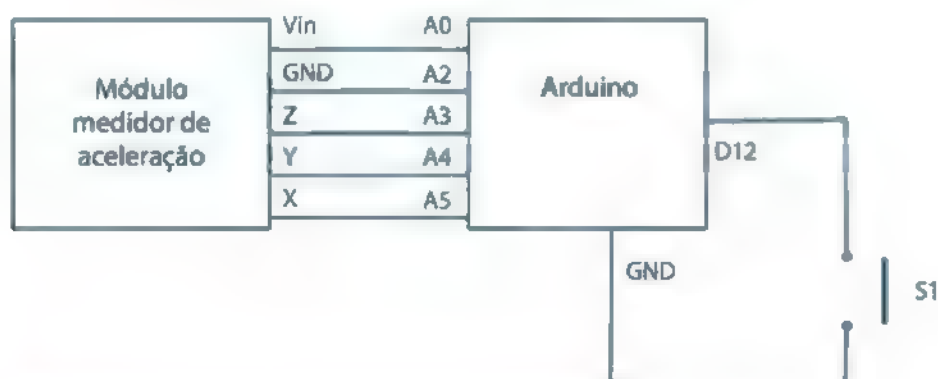 Módulo
medidor de
aceleração
Vin
GND
Z
Y
X
A0
A2
A3
A4
A5
Arduino
D12
GND
S1